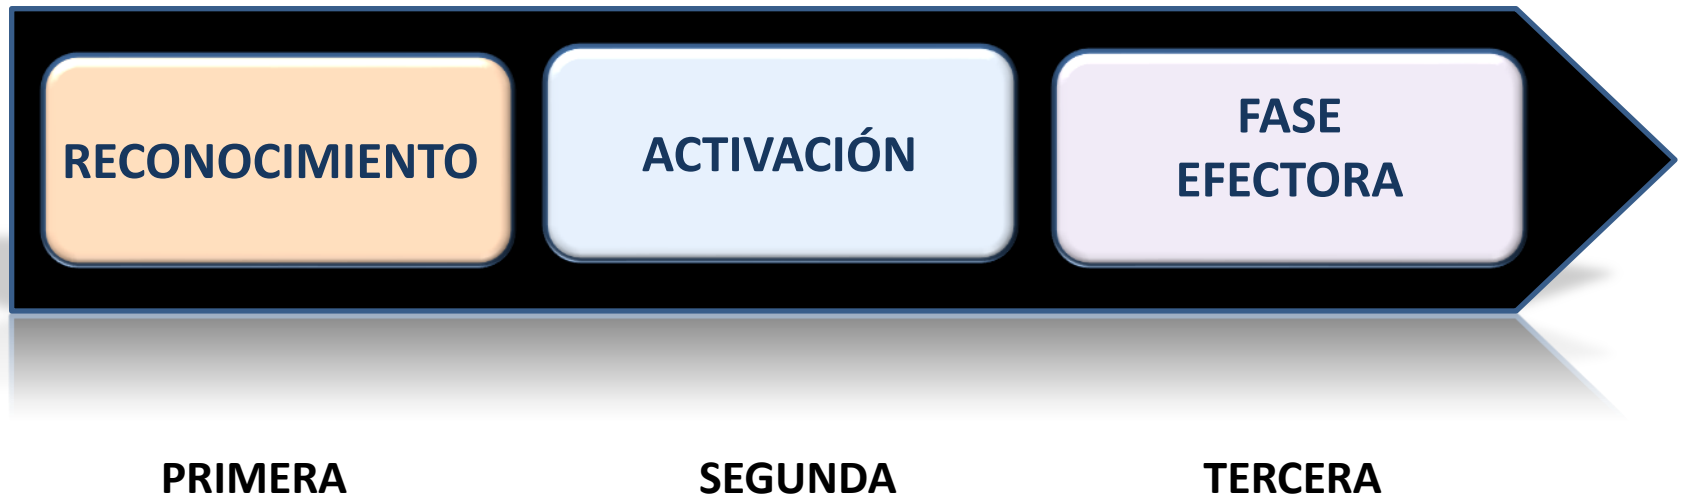 RECONOCIMIENTO
ACTIVACIÓN
FASE
EFECTORA
PRIMERA
SEGUNDA
TERCERA